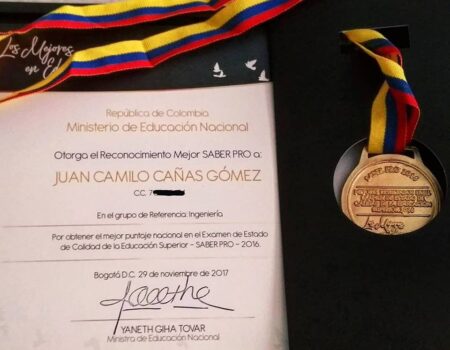 Los Mejores
en Ed
República de Colombia
Ministerio de Educación Nacional
Otorga el Reconocimiento Mejor SABER PRO a:
JUAN CAMILO CAÑAS GÓMEZ
C.C. 7
En el grupo de Referencia: Ingeniería
Por obtener el mejor puntaje nacional en el Examen de Estado
de Calidad de la Educación Superior - SABER PRO - 2016.
Bogotá D.C. 29 de noviembre de 2017
YANETH GIHA TOVAR
Ministra de Educación Nacional